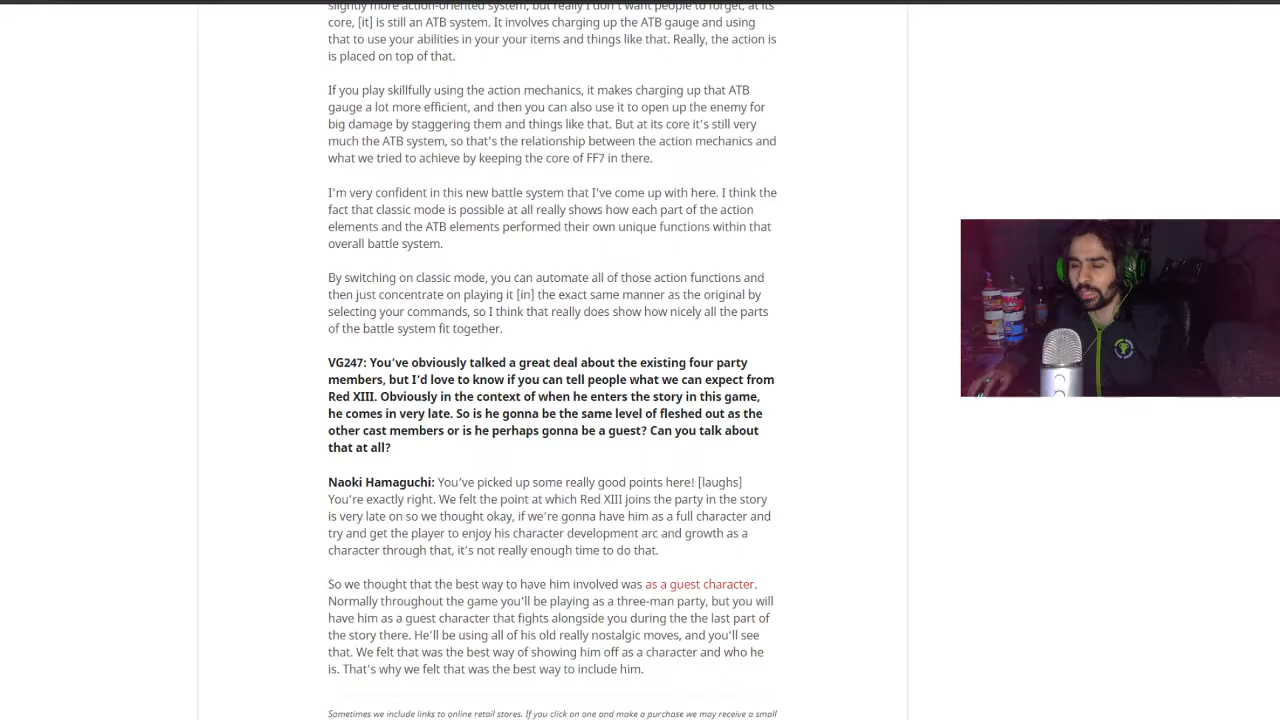 slightly more action-oriented system, but really I don't want people to forget, at its
core, [it] is still an ATB system. It involves charging up the ATB gauge and using
that to use your abilities in your your items and things like that. Really, the action is
is placed on top of that.
If you play skillfully using the action mechanics, it makes charging up that ATB
gauge a lot more efficient, and then you can also use it to open up the enemy for
big damage by staggering them and things like that. But at its core it's still very
much the ATB system, so that's the relationship between the action mechanics and
what we tried to achieve by keeping the core of FF7 in there.
I'm very confident in this new battle system that I've come up with here. I think the
fact that classic mode is possible at all really shows how each part of the action
elements and the ATB elements performed their own unique functions within that
overall battle system.
By switching on classic mode, you can automate all of those action functions and
then just concentrate on playing it [in] the exact same manner as the original by
selecting your commands, so I think that really does show how nicely all the parts
of the battle system fit together.
VG247: You've obviously talked a great deal about the existing four party
members, but I'd love to know if you can tell people what we can expect from
Red XIII. Obviously in the context of when he enters the story in this game,
he comes in very late. So is he gonna be the same level of fleshed out as the
other cast members or is he perhaps gonna be a guest? Can you talk about
that at all?
Naoki Hamaguchi: You've picked up some really good points here! [laughs]
You're exactly right. We felt the point at which Red XIII joins the party in the story
is very late on so we thought okay, if we're gonna have him as a full character and
try and get the player to enjoy his character development arc and growth as a
character through that, it's not really enough time to do that.
So we thought that the best way to have him involved was as a guest character.
Normally throughout the game you'll be playing as a three-man party, but you will
have him as a guest character that fights alongside you during the the last part of
the story there. He'll be using all of his old really nostalgic moves, and you'll see
that. We felt that was the best way of showing him off as a character and who he
is. That's why we felt that was the best way to include him.
Sometimes we include links to online retail stores. If you click on one and make a purchase we may receive a small